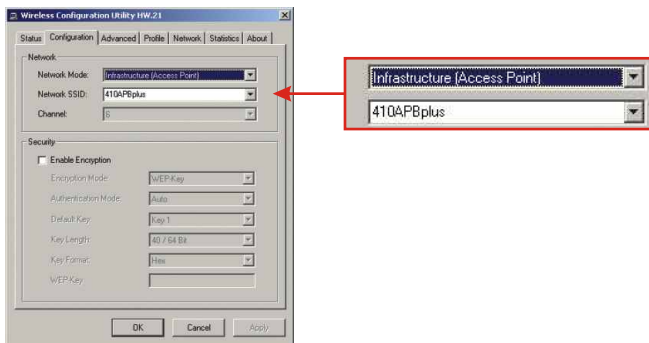 Wireless Configuration Utility HW.21
Status Configuration Advanced Profile Network Statistics About
Network
Network Mode: Infrastructure (Access Point)
Network SSID: 410APBplus
Channel: 6
Security
Enable Encryption
Encryption Mode: WEP Key
Authentication Mode: Auto
Default Key: Key 1
Key Length: 40 / 64 Bit
Key Format: Hex
WEP Key:
OK Cancel Apply
Infrastructure (Access Point)
410APBplus